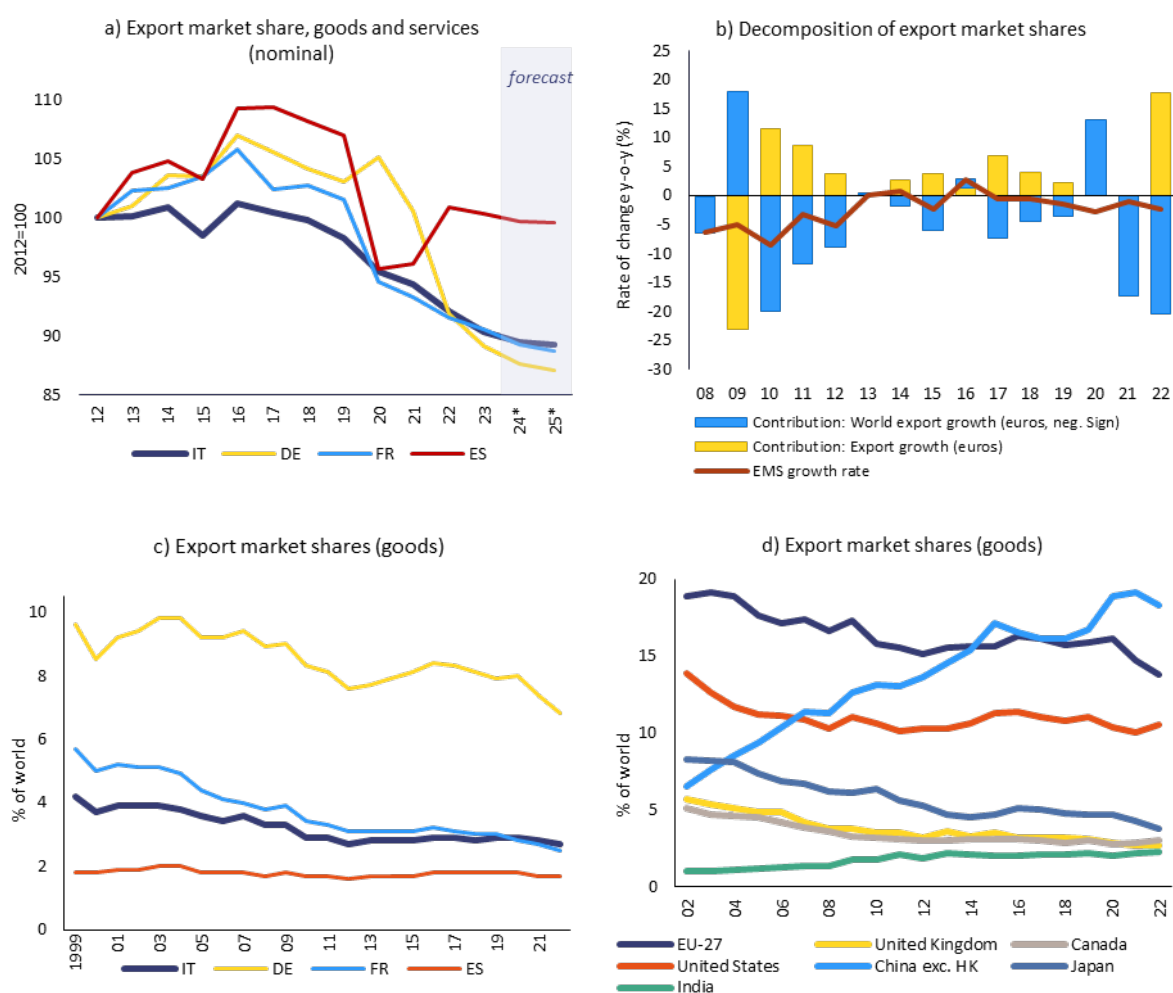 a) Export market share, goods and services
(nominal)
forecast
2012=100
110
105
100
95
90
85
12 13 14 15 16 17 18 19 20 21 22 23 24* 25*
IT DE FR ES
b) Decomposition of export market shares
Rate of change y-o-y (%)
25
20
15
10
5
0
-5
-10
-15
-20
-25
-30
08 09 10 11 12 13 14 15 16 17 18 19 20 21 22
Contribution: World export growth (euros, neg. Sign)
Contribution: Export growth (euros)
EMS growth rate
c) Export market shares (goods)
% of world
10
8
6
4
2
0
1999 01 03 05 07 09 11 13 15 17 19 21
IT DE FR ES
d) Export market shares (goods)
% of world
20
15
10
5
0
02 04 06 08 10 12 14 16 18 20 22
EU-27 United Kingdom Canada
United States China exc. HK Japan
India